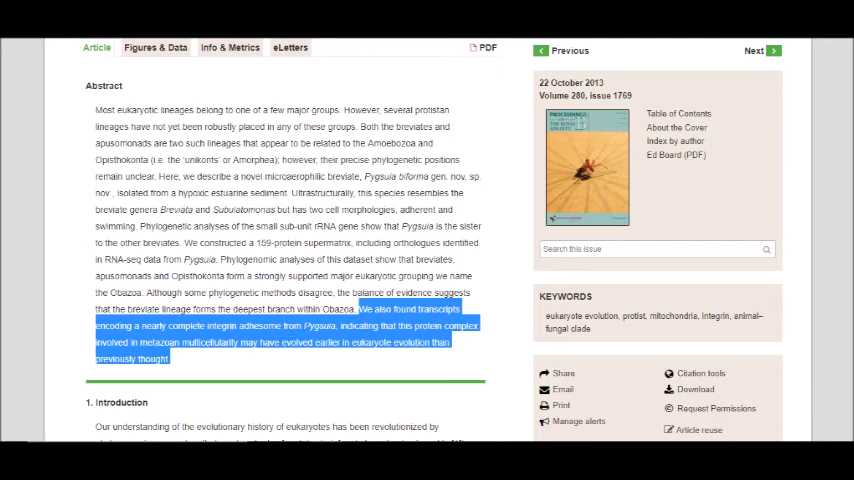 Article
Figures & Data
Info & Metrics
eLetters
PDF
Abstract
Most eukaryotic lineages belong to one of a few major groups. However, several protistan
lineages have not yet been robustly placed in any of these groups. Both the breviates and
apusomonads are two such lineages that appear to be related to the Amoebozoa and
Opisthokonta (i.e. the 'unikonts' or Amorphea); however, their precise phylogenetic positions
remain unclear. Here, we describe a novel microaerophilic breviate, Pygsuia biforma gen. nov. sp.
nov., isolated from a hypoxic estuarine sediment. Ultrastructurally, this species resembles the
breviate genera Breviata and Subulatomonas but has two cell morphologies, adherent and
swimming. Phylogenetic analyses of the small sub-unit rRNA gene show that Pygsuia is the sister
to the other breviates. We constructed a 159-protein supermatrix, including orthologues identified
in RNA-seq data from Pygsuia. Phylogenomic analyses of this dataset show that breviates,
apusomonads and Opisthokonta form a strongly supported major eukaryotic grouping we name
the Obazoa. Although some phylogenetic methods disagree, the balance of evidence suggests
that the breviate lineage forms the deepest branch within Obazoa. We also found transcripts
encoding a nearly complete integrin adhesome from Pygsuia, indicating that this protein complex
involved in metazoan multicellularity may have evolved earlier in eukaryote evolution than
previously thought.
1. Introduction
Our understanding of the evolutionary history of eukaryotes has been revolutionized by
Previous
Next
22 October 2013
Volume 280, issue 1769
PROCEEDINGS
Table of Contents
About the Cover
Index by author
Ed Board (PDF)
Search this issue
KEYWORDS
eukaryote evolution, protist, mitochondria, integrin, animal–
fungal clade
Share
Email
Print
Manage alerts
Citation tools
Download
© Request Permissions
Article reuse